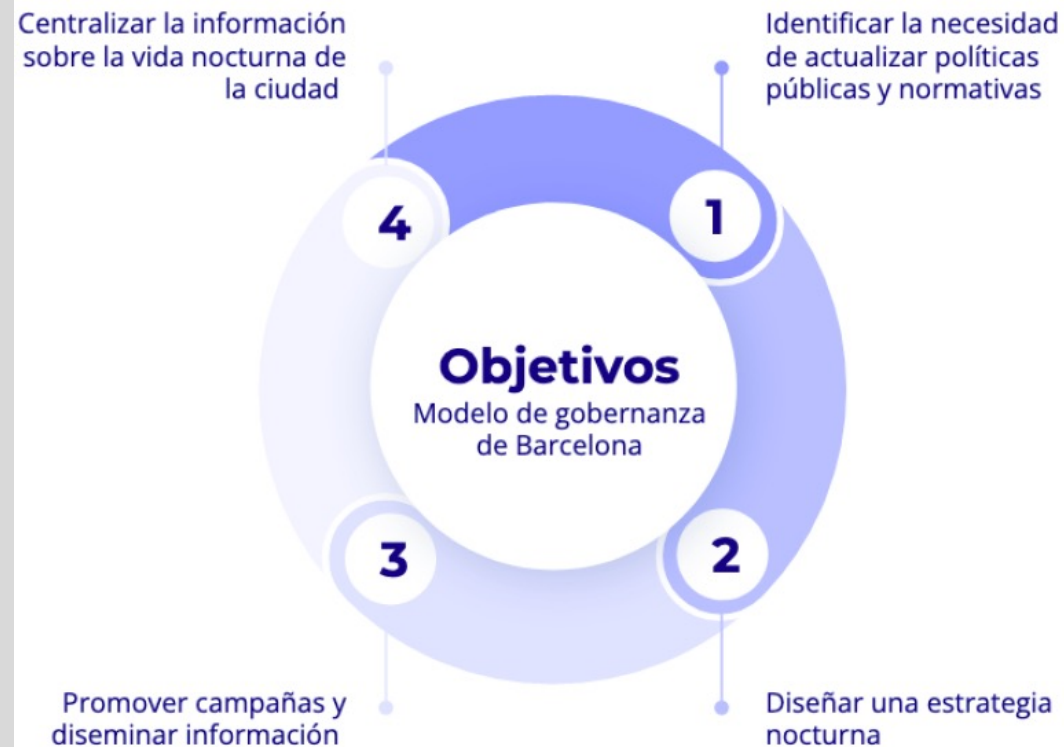 Centralizar la información
sobre la vida nocturna de
la ciudad
Identificar la necesidad
de actualizar políticas
públicas y normativas
4
1
Objetivos
Modelo de gobernanza
de Barcelona
3
2
Promover campañas y
diseminar información
Diseñar una estrategia
nocturna